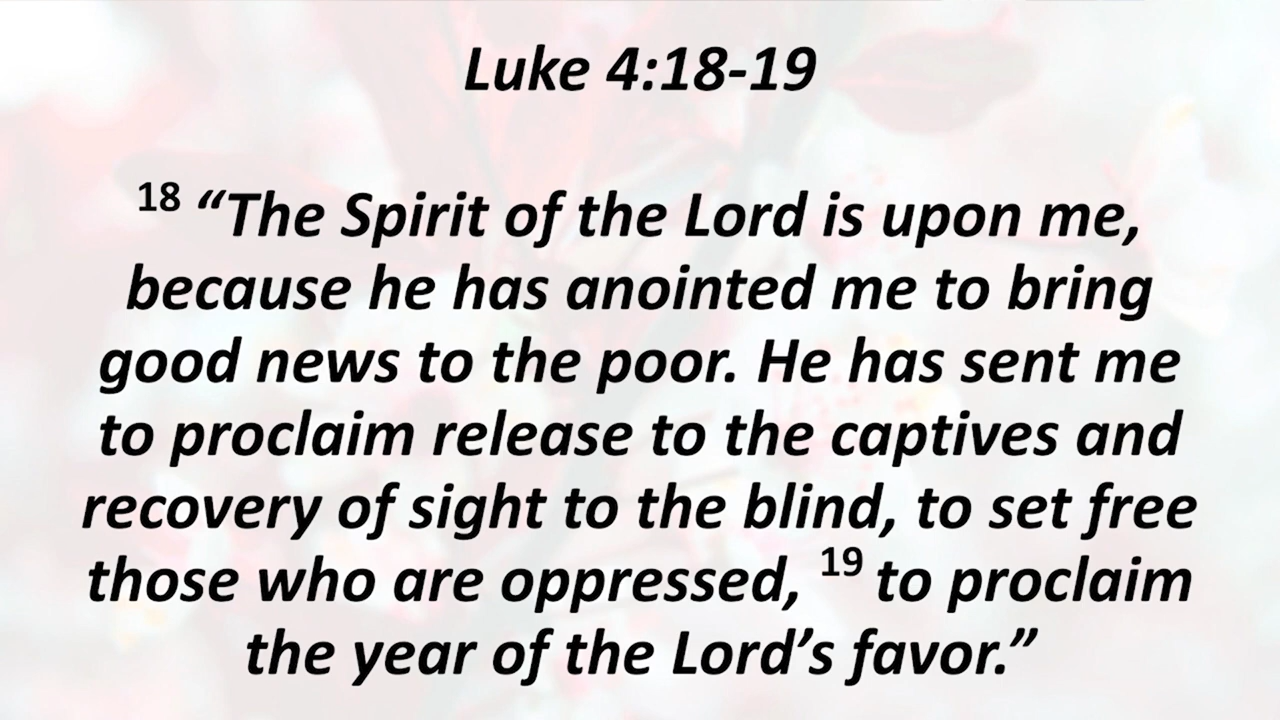 Luke 4:18-19
18 “The Spirit of the Lord is upon me,
because he has anointed me to bring
good news to the poor. He has sent me
to proclaim release to the captives and
recovery of sight to the blind, to set free
those who are oppressed, 19 to proclaim
the year of the Lord’s favor.”